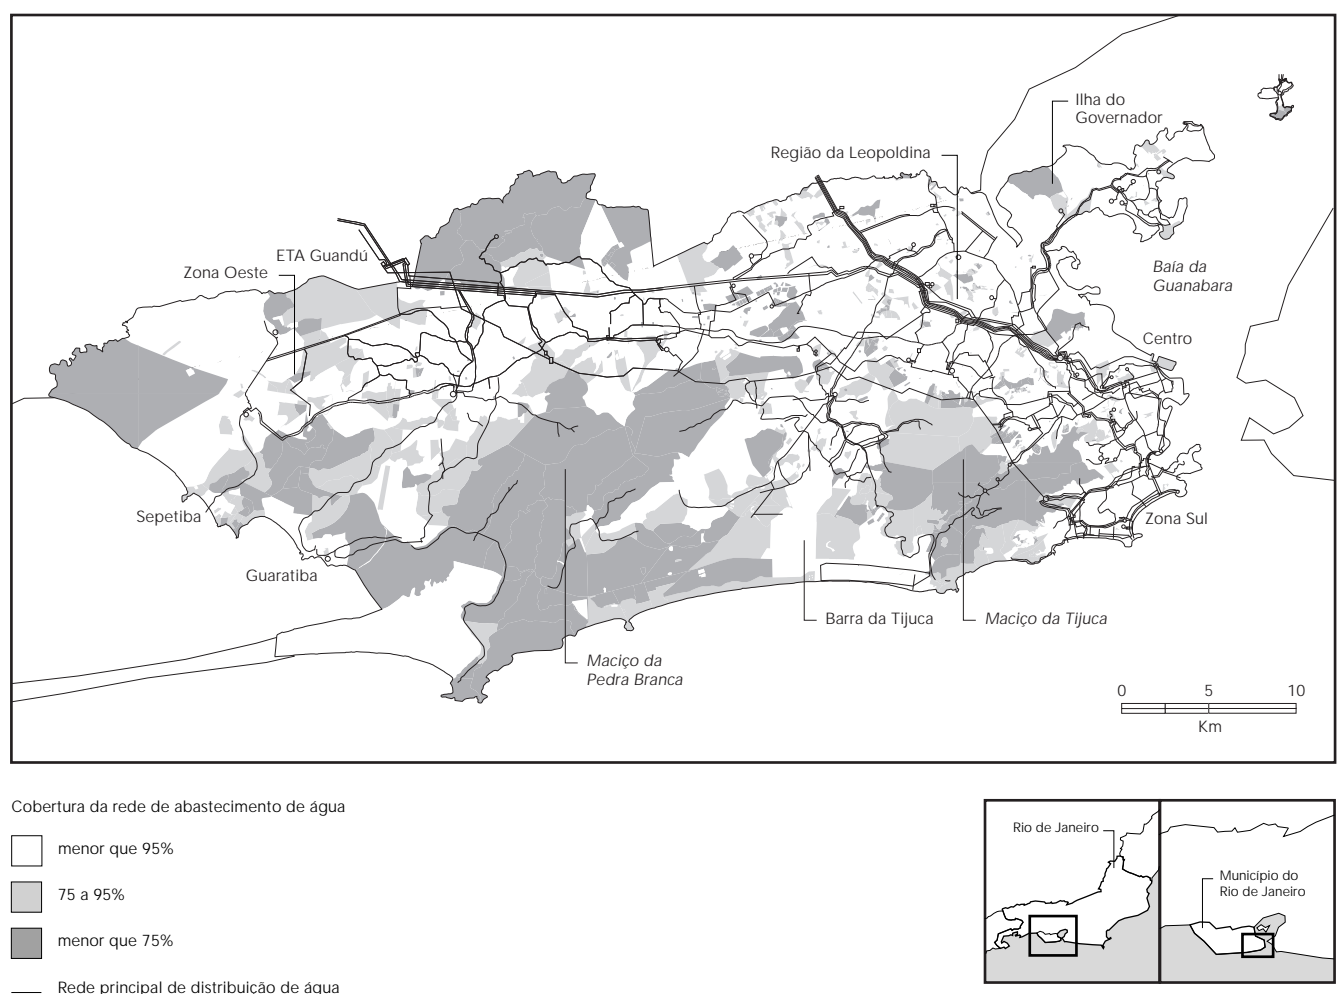 Ilha do
Governador
Região da Leopoldina
ETA Guandú
Zona Oeste
Baía da
Guanabara
Centro
Sepetiba
Zona Sul
Guaratiba
Barra da Tijuca
Maciço da Tijuca
Maciço da
Pedra Branca
0 5 10
Km
Cobertura da rede de abastecimento de água
menor que 95%
75 a 95%
menor que 75%
Rede principal de distribuição de água
Rio de Janeiro
Município do
Rio de Janeiro